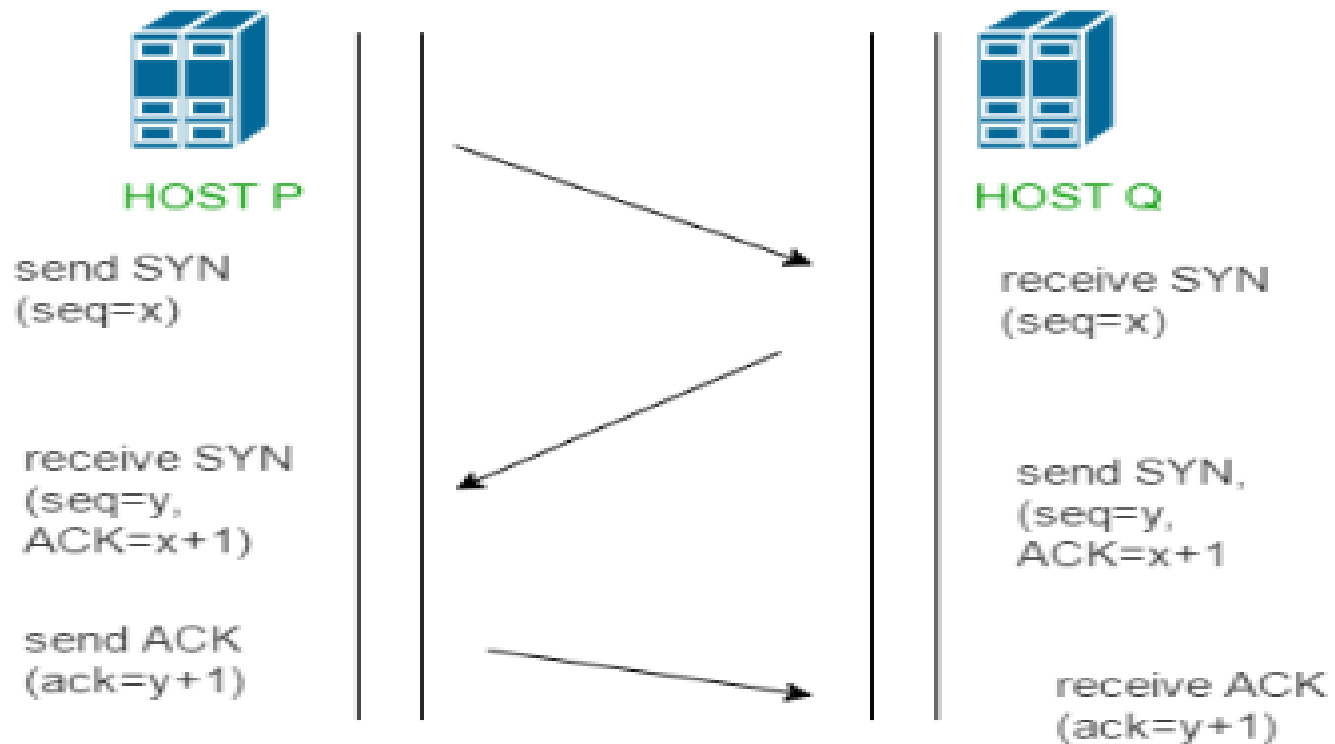 HOST P
HOST Q
send SYN
(seq=x)
receive SYN
(seq=x)
receive SYN
(seq=y,
ACK=x+1)
send SYN,
(seq=y,
ACK=x+1
send ACK
(ack=y+1)
receive ACK
(ack=y+1)